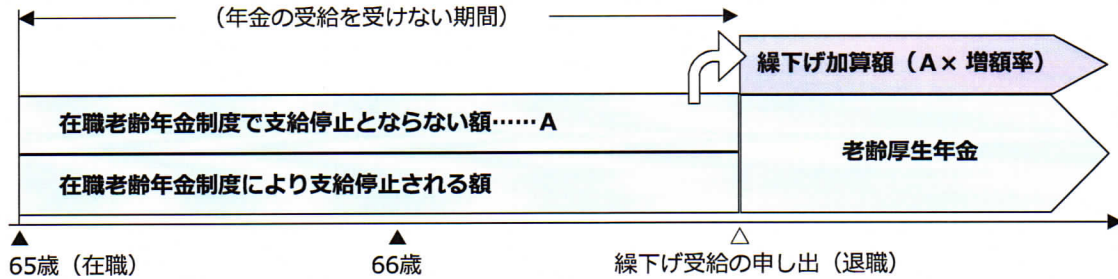 (年金の受給を受けない期間)
繰下げ加算額(A×増額率)
在職老齢年金制度で支給停止とならない額……A
老齢厚生年金
在職老齢年金制度により支給停止される額
65歳(在職)
66歳
繰下げ受給の申し出(退職)